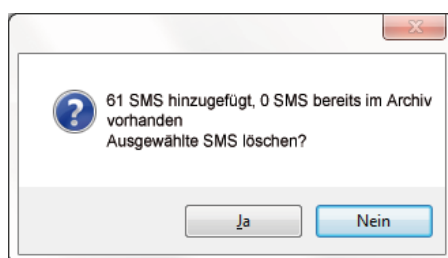 61 SMS hinzugefügt, 0 SMS bereits im Archiv
vorhanden
Ausgewählte SMS löschen?
Ja
Nein